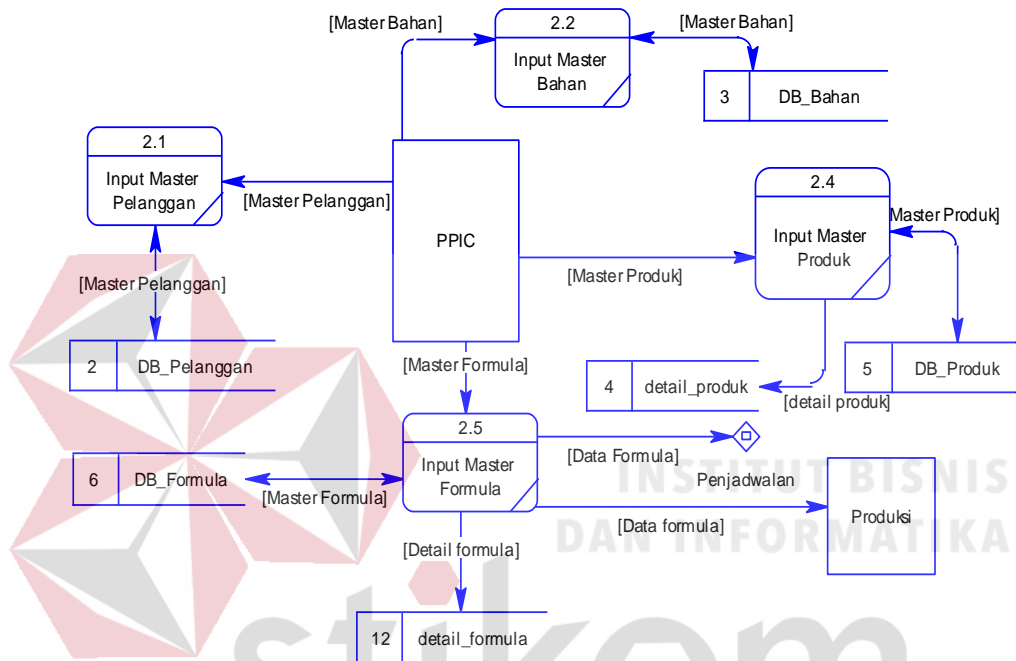 [Master Bahan]
2.2
Input Master
Bahan
[Master Bahan]
3
DB_Bahan
2.1
Input Master
Pelanggan
[Master Pelanggan]
PPIC
2.4
Input Master
Produk
Master Produk]
[Master Produk]
[Master Pelanggan]
2
DB_Pelanggan
[Master Formula]
4
detail_produk
[detail produk]
5
DB_Produk
2.5
Input Master
Formula
[Data Formula]
6
DB_Formula
[Master Formula]
Penjadwalan
[Data formula]
Produksi
[Detail formula]
12
detail_formula
INSTITUT BISNIS
DAN INFORMATIKA
stikom